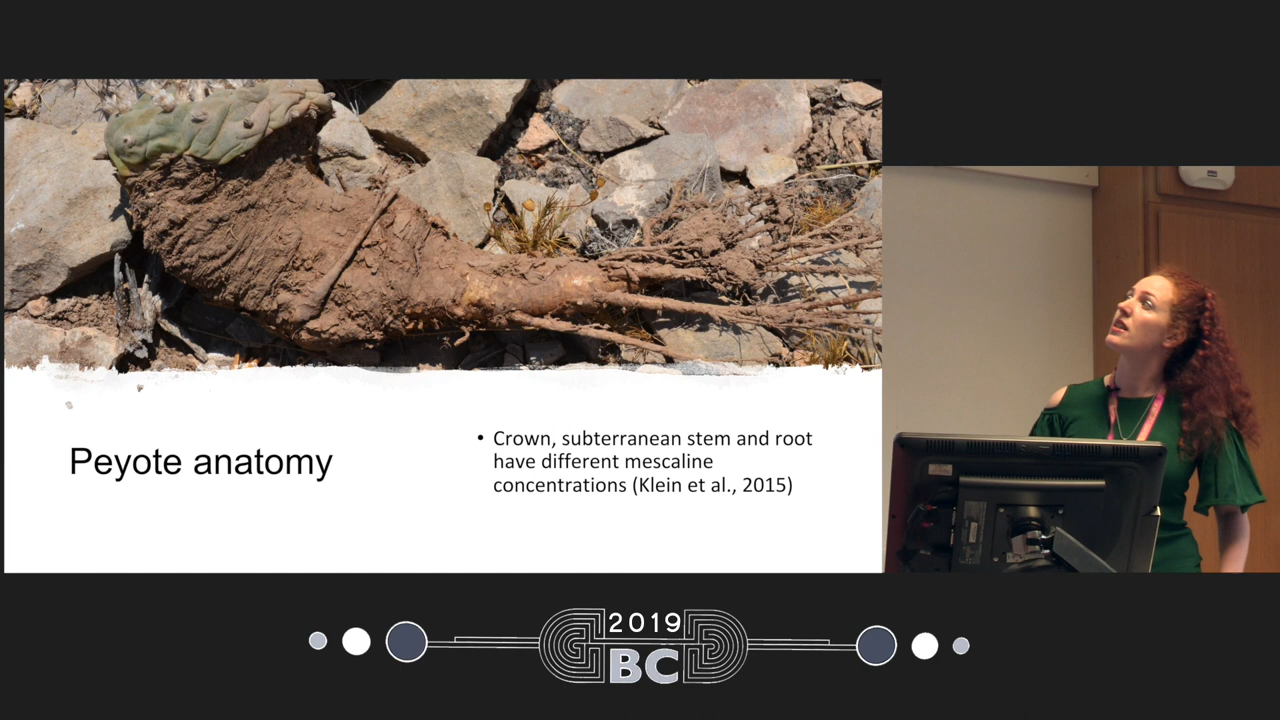 Peyote anatomy
• Crown, subterranean stem and root
have different mescaline
concentrations (Klein et al., 2015)
2019
BC